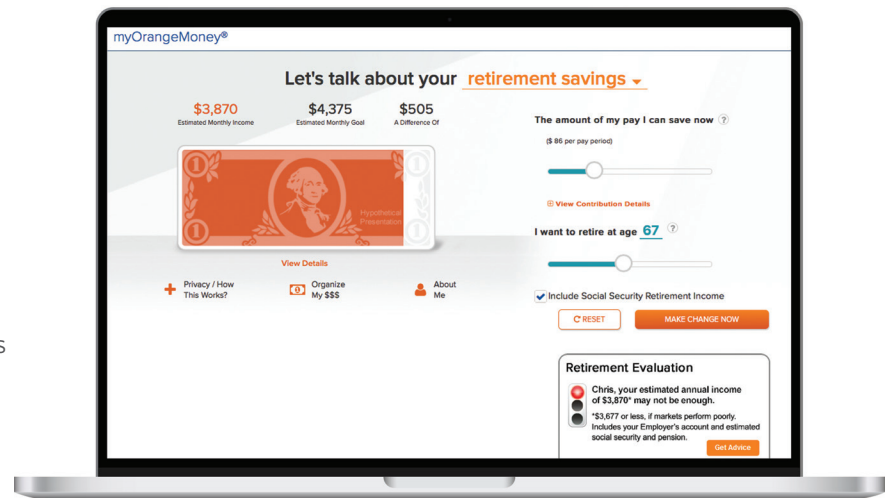 myOrangeMoney®
Let's talk about your retirement savings
$3,870
Estimated Monthly Income
$4,375
Estimated Monthly Goal
$505
A Difference Of
1
1
Hypothetical
Presentation
1
1
View Details
Privacy / How
This Works?
Organize
My $$$
About
Me
The amount of my pay I can save now ?
($ 86 per pay period)
View Contribution Details
I want to retire at age 67 ?
Include Social Security Retirement Income
RESET
MAKE CHANGE NOW
Retirement Evaluation
Chris, your estimated annual income
of $3,870* may not be enough.
*$3,677 or less, if markets perform poorly.
Includes your Employer's account and estimated
social security and pension.
Get Advice
s